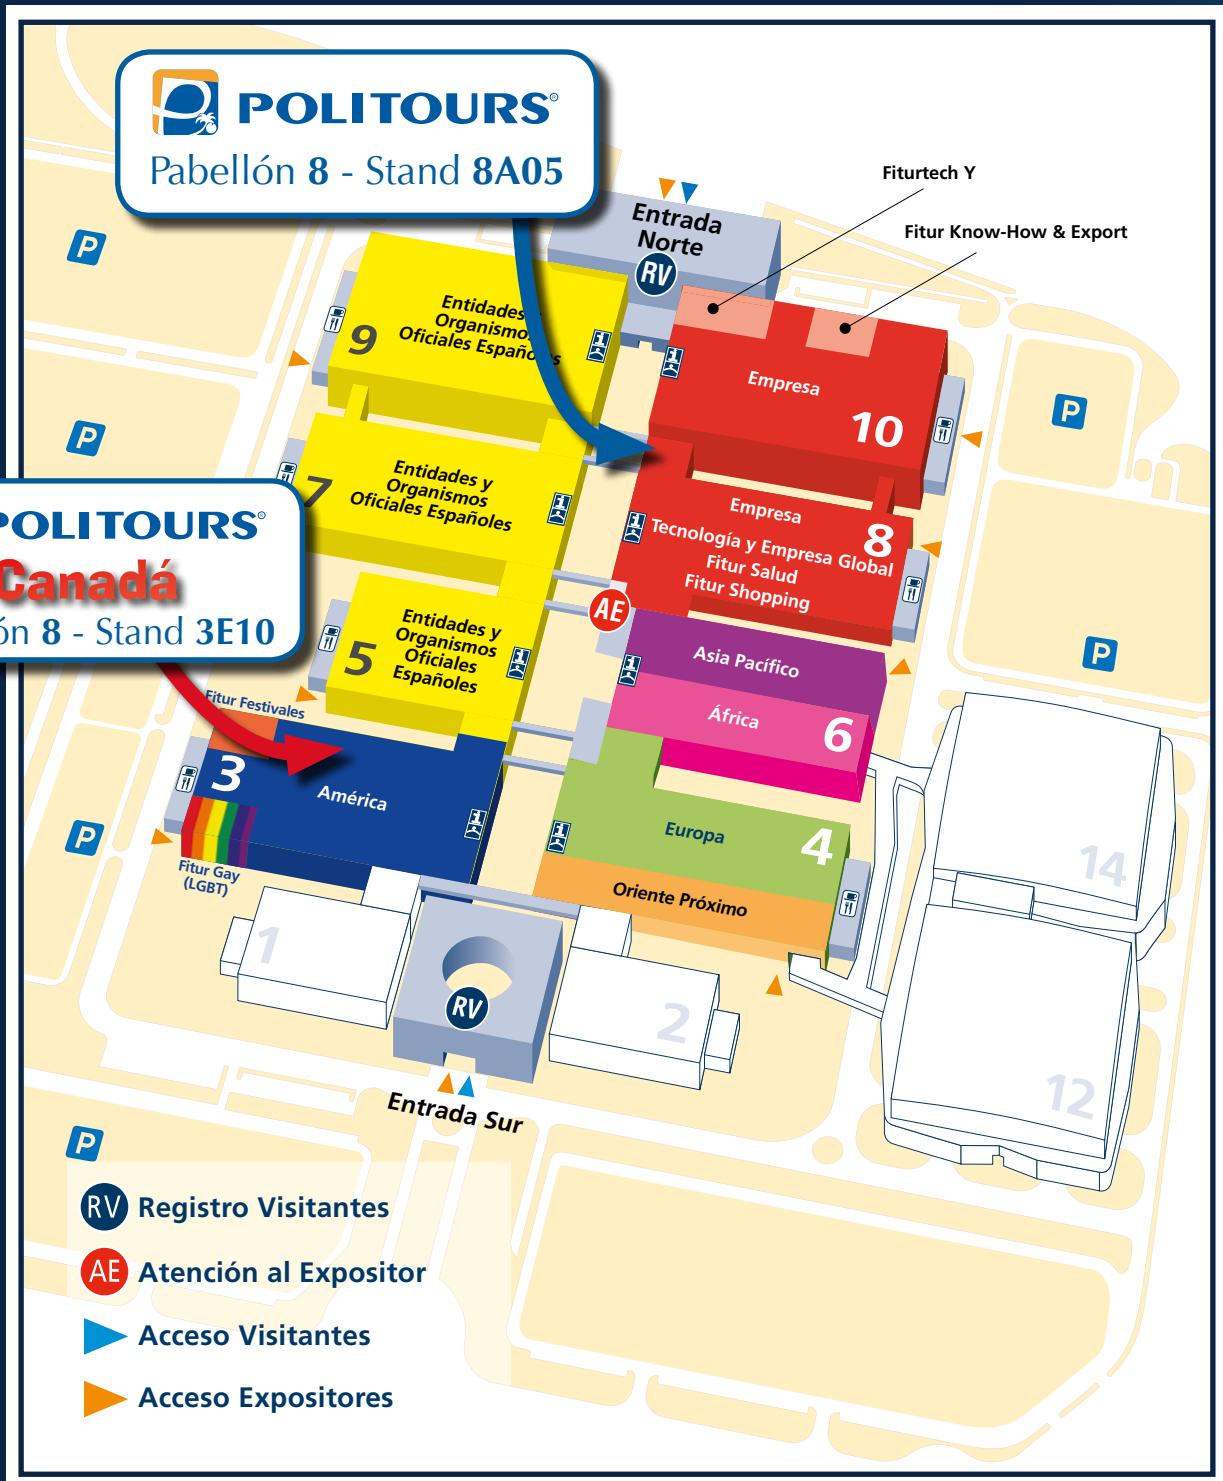 POLITOURS®
Pabellón 8 - Stand 8A05
Fiturtech Y
Fitur Know-How & Export
Entrada
Norte
RV
Entidades
Organismos
Oficiales Españoles
9
Empresa
10
Entidades y
Organismos
Oficiales Españoles
7
Empresa
8
Tecnología y Empresa Global
Fitur Salud
Fitur Shopping
POLITOURS®
Canadá
ón 8 - Stand 3E10
AE
Entidades y
Organismos
Oficiales
Españoles
5
Asia Pacífico
África
6
Fitur Festivales
3
América
Fitur Gay
(LGBT)
Europa
4
Oriente Próximo
14
1
RV
2
12
Entrada Sur
P
P
P
P
P
P
i
i
i
i
i
i
i
i
RV Registro Visitantes
AE Atención al Expositor
Acceso Visitantes
Acceso Expositores